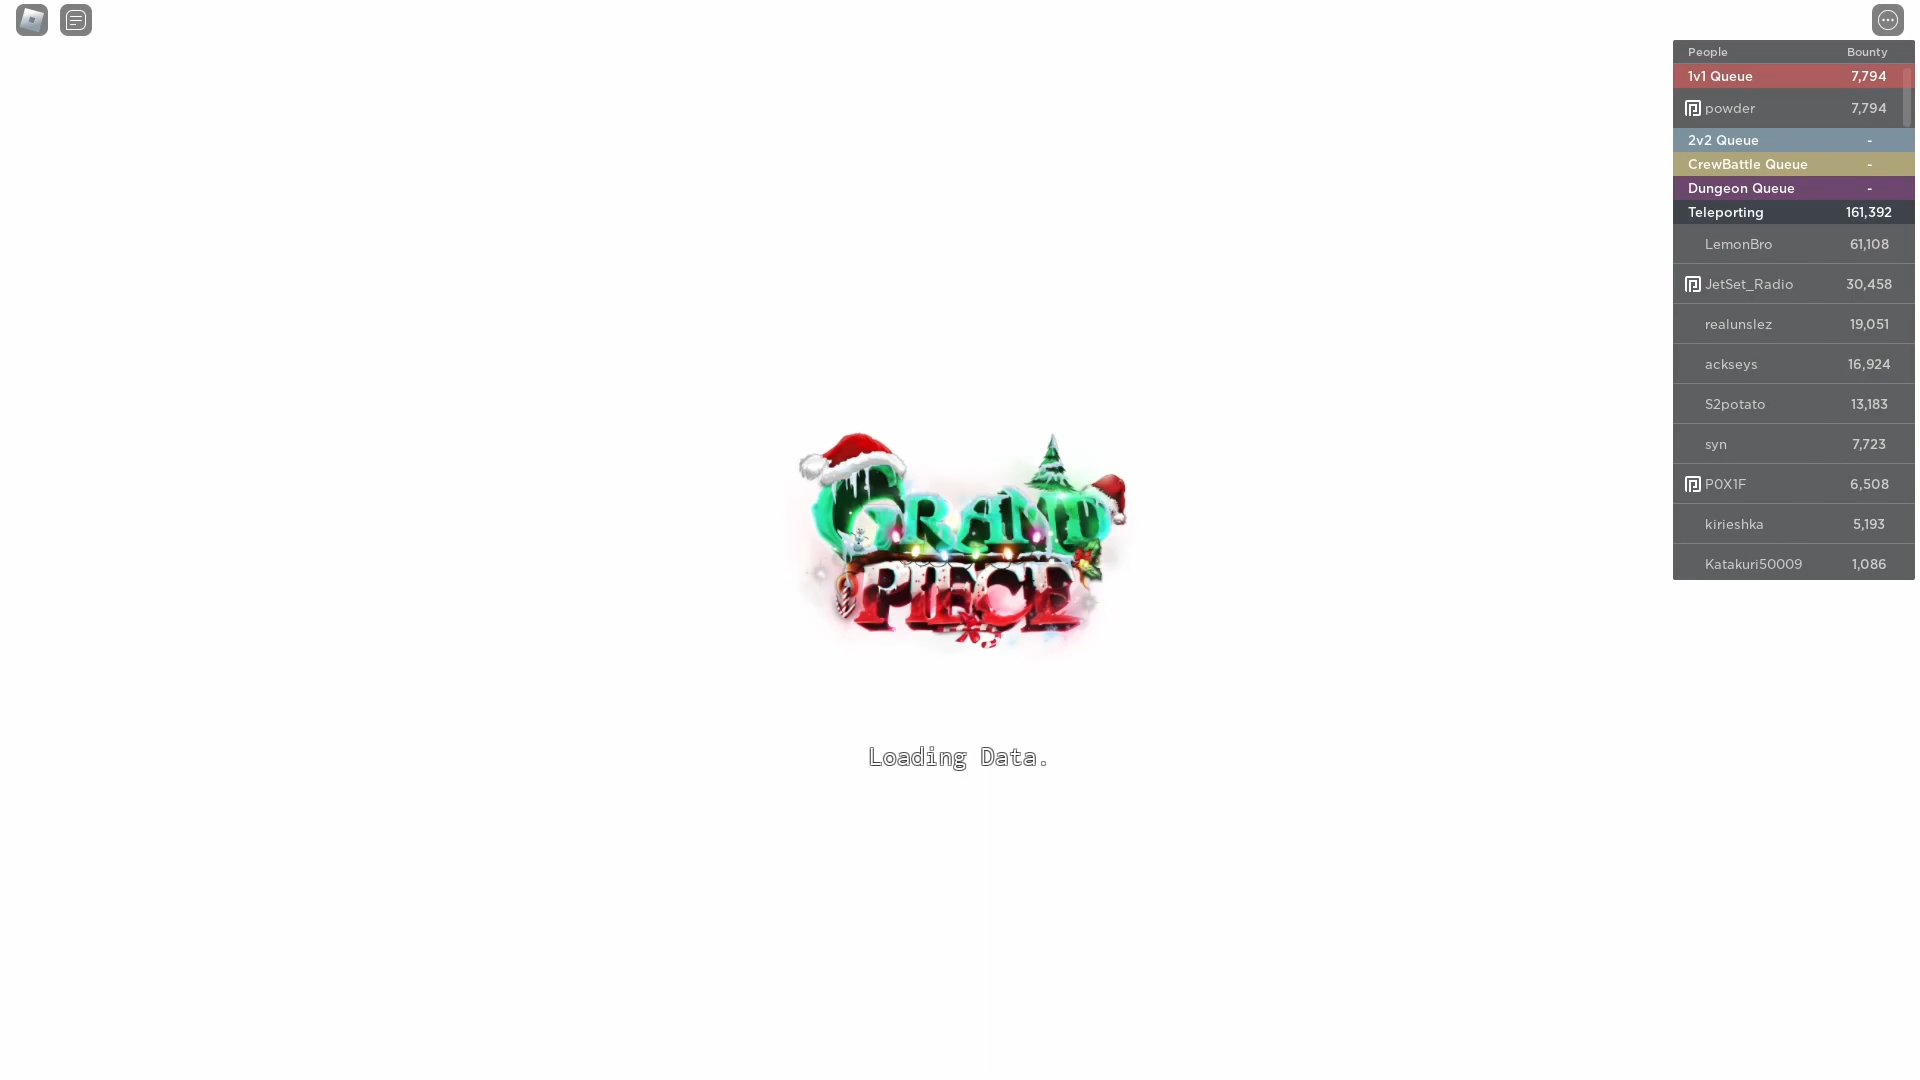 People Bounty
1v1 Queue 7,794
powder 7,794
2v2 Queue -
CrewBattle Queue -
Dungeon Queue -
Teleporting 161,392
LemonBro 61,108
JetSet_Radio 30,458
realunslez 19,051
ackseys 16,924
S2potato 13,183
syn 7,723
P0X1F 6,508
kirieshka 5,193
Katakuri50009 1,086
GRAND
PIECE
Loading Data.